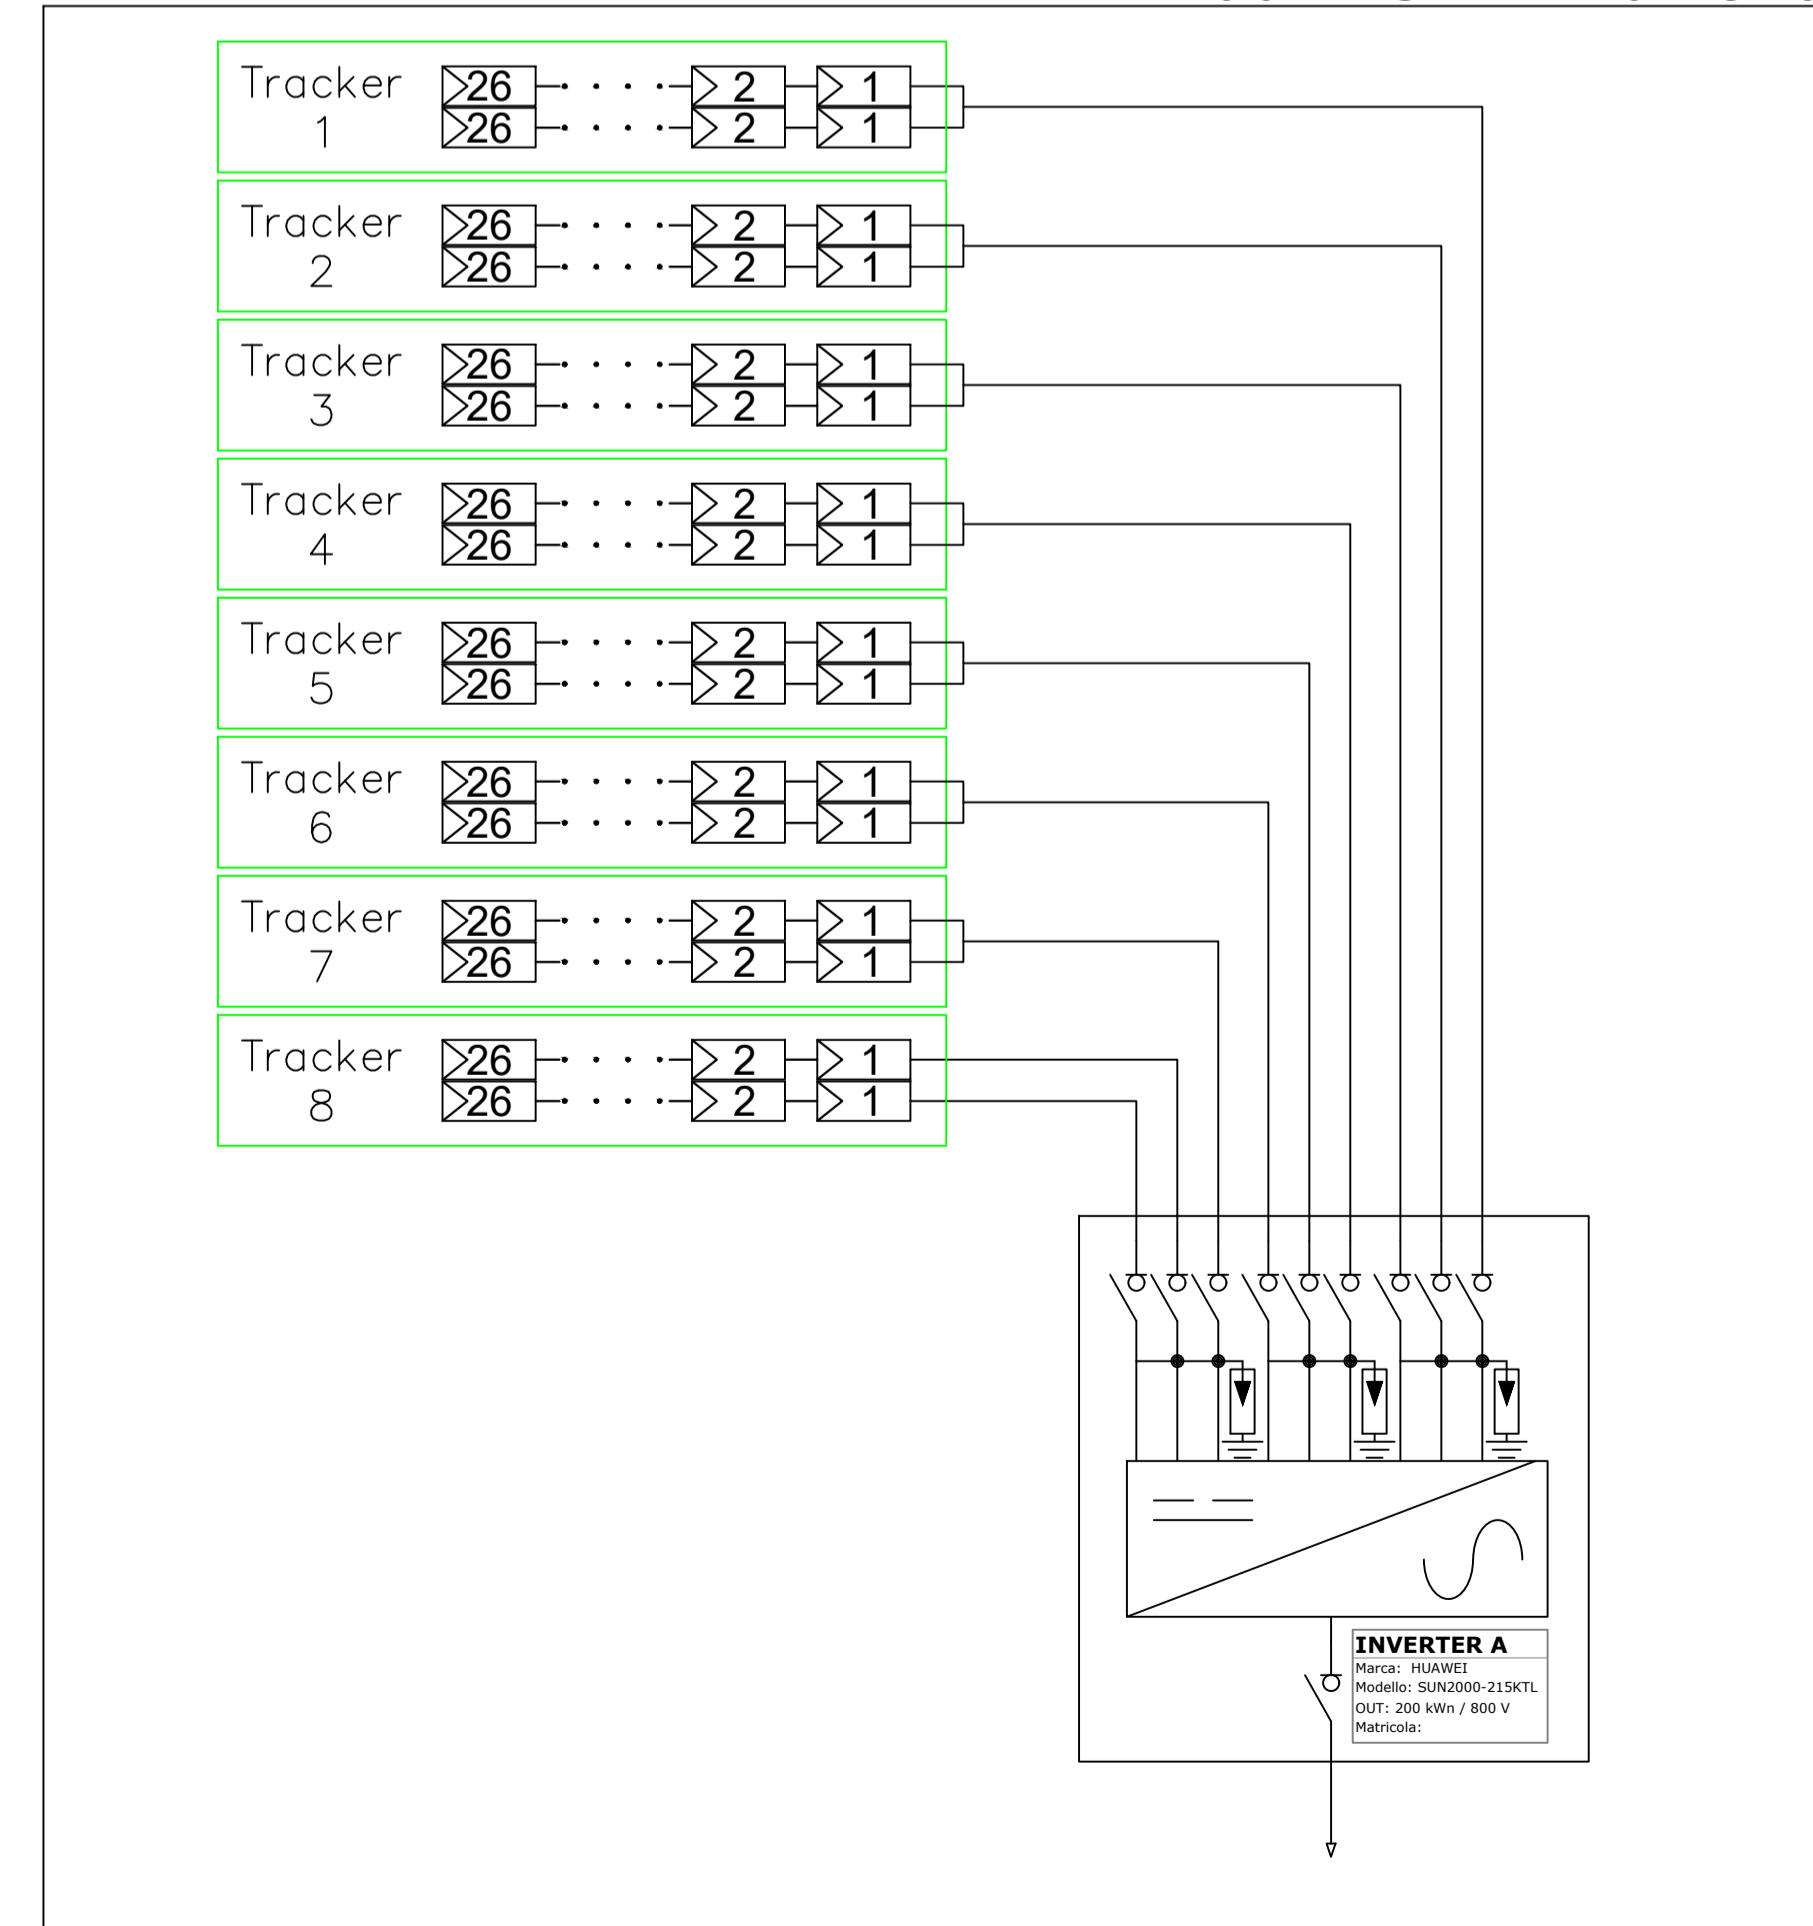 Tracker 26 2 1
1 26 2 1
Tracker 26 2 1
2 26 2 1
Tracker 26 2 1
3 26 2 1
Tracker 26 2 1
4 26 2 1
Tracker 26 2 1
5 26 2 1
Tracker 26 2 1
6 26 2 1
Tracker 26 2 1
7 26 2 1
Tracker 26 2 1
8 26 2 1
INVERTER A
Marca: HUAWEI
Modello: SUN2000-215KTL
OUT: 200 kWn / 800 V
Matricola: